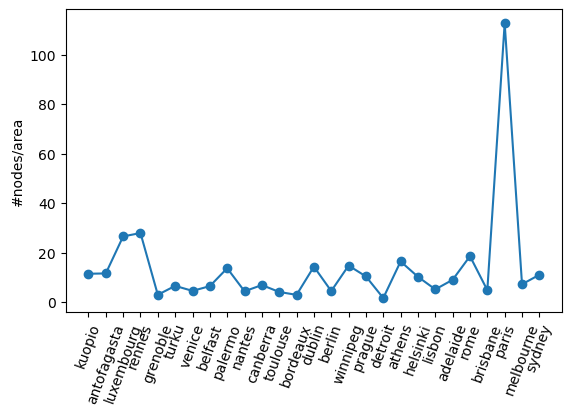 100
80
60
40
20
0
#nodes/area
kuopio
antofagasta
luxembourg
rennes
grenoble
turku
venice
belfast
palermo
nantes
canberra
toulouse
bordeaux
dublin
berlin
winnipeg
prague
detroit
athens
helsinki
lisbon
adelaide
rome
brisbane
paris
melbourne
sydney